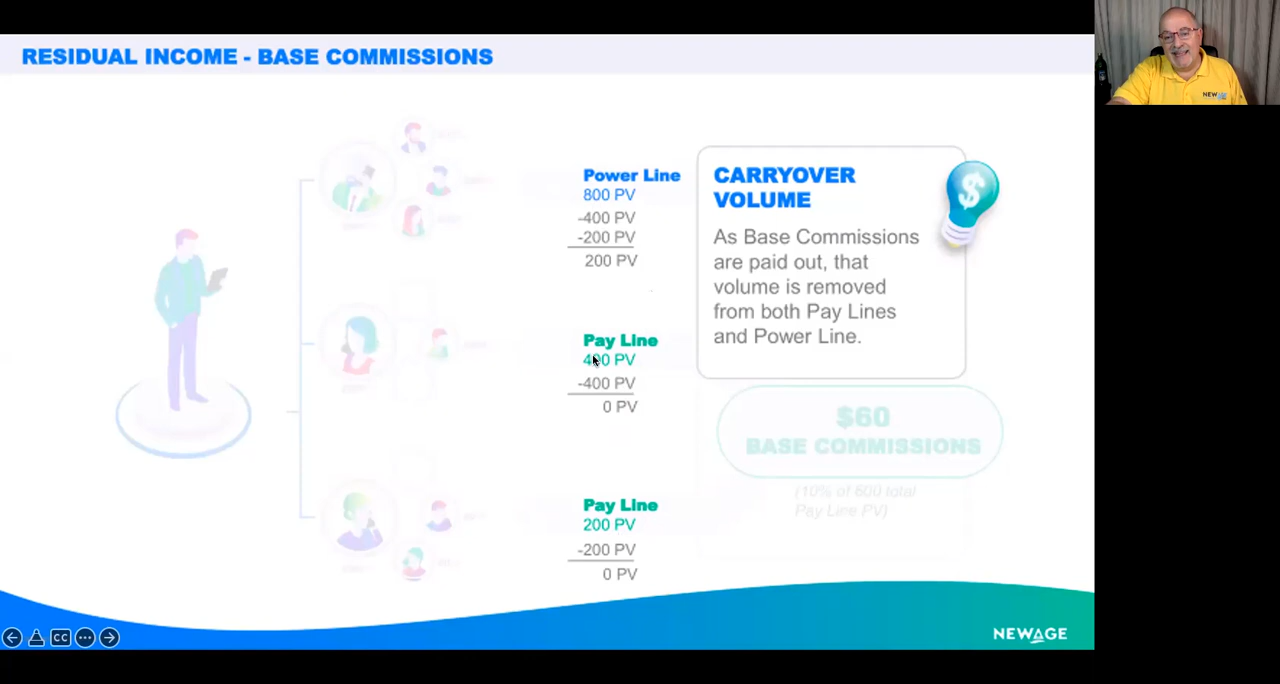 RESIDUAL INCOME - BASE COMMISSIONS
Power Line
800 PV
-400 PV
-200 PV
200 PV
Pay Line
400 PV
-400 PV
0 PV
Pay Line
200 PV
-200 PV
0 PV
CARRYOVER
VOLUME
As Base Commissions
are paid out, that
volume is removed
from both Pay Lines
and Power Line.
$
$60
BASE COMMISSIONS
(10% of 600 total
Pay Line PV)
CC
NEWAGE
NEWAGE